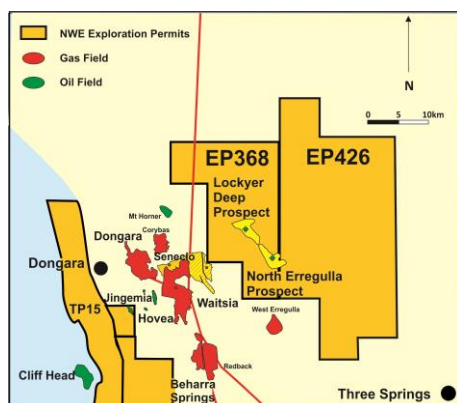 NWE Exploration Permits
Gas Field
Oil Field
N
0 5 10km
EP368
EP426
Lockyer
Deep
Prospect
Mt Horner
Corybas
Dongara
Senecio
Dongara
North Erregulla
Prospect
Waitsia
TP15
Jingemia
Hovea
West Erregulla
Redback
Cliff Head
Beharra
Springs
Three Springs